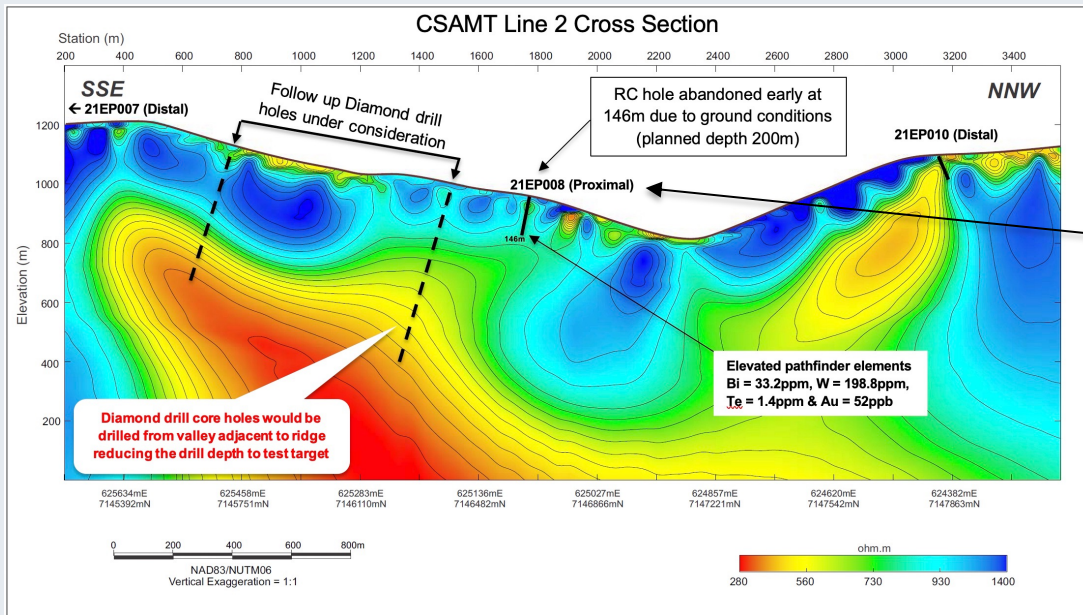 CSAMT Line 2 Cross Section
Station (m)
200 400 600 800 1000 1200 1400 1600 1800 2000 2200 2400 2600 2800 3000 3200 3400
SSE
NNW
← 21EP007 (Distal)
Follow up Diamond drill
holes under consideration
RC hole abandoned early at
146m due to ground conditions
(planned depth 200m)
21EP010 (Distal)
21EP008 (Proximal)
146m
Elevation (m)
1200
1000
800
600
400
200
Elevated pathfinder elements
Bi = 33.2ppm, W = 198.8ppm,
Te = 1.4ppm & Au = 52ppb
Diamond drill core holes would be
drilled from valley adjacent to ridge
reducing the drill depth to test target
625634mE 625458mE 625283mE 625136mE 625027mE 624857mE 624620mE 624382mE
7145392mN 7145751mN 7146110mN 7146482mN 7146866mN 7147221mN 7147542mN 7147863mN
0 200 400 600 800m
NAD83/NUTM06
Vertical Exaggeration = 1:1
ohm.m
280 560 730 930 1400